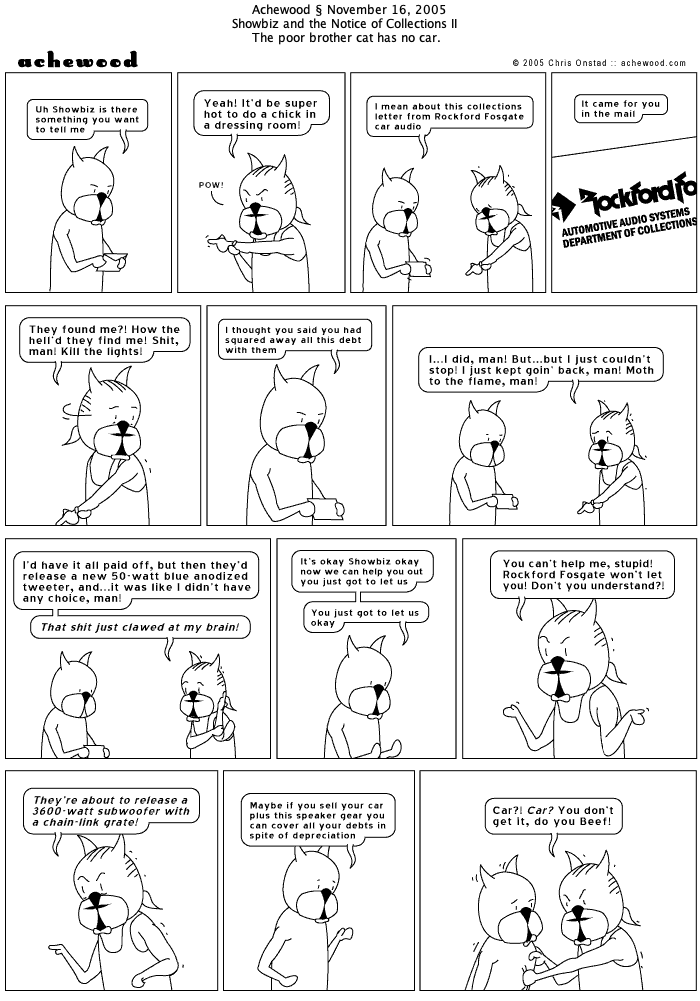 Achewood § November 16, 2005
Showbiz and the Notice of Collections II
The poor brother cat has no car.
achewood
© 2005 Chris Onstad :: achewood.com
Uh Showbiz is there
something you want
to tell me
Yeah! It'd be super
hot to do a chick in
a dressing room!
POW!
I mean about this collections
letter from Rockford Fosgate
car audio
It came for you
in the mail
Rockford Fo
AUTOMOTIVE AUDIO SYSTEMS
DEPARTMENT OF COLLECTIONS
They found me?! How the
hell'd they find me! Shit,
man! Kill the lights!
I thought you said you had
squared away all this debt
with them
I...I did, man! But...but I just couldn't
stop! I just kept goin' back, man! Moth
to the flame, man!
I'd have it all paid off, but then they'd
release a new 50-watt blue anodized
tweeter, and...it was like I didn't have
any choice, man!
That shit just clawed at my brain!
It's okay Showbiz okay
now we can help you out
you just got to let us
You just got to let us
okay
You can't help me, stupid!
Rockford Fosgate won't let
you! Don't you understand?!
They're about to release a
3600-watt subwoofer with
a chain-link grate!
Maybe if you sell your car
plus this speaker gear you
can cover all your debts in
spite of depreciation
Car?! Car? You don't
get it, do you Beef!